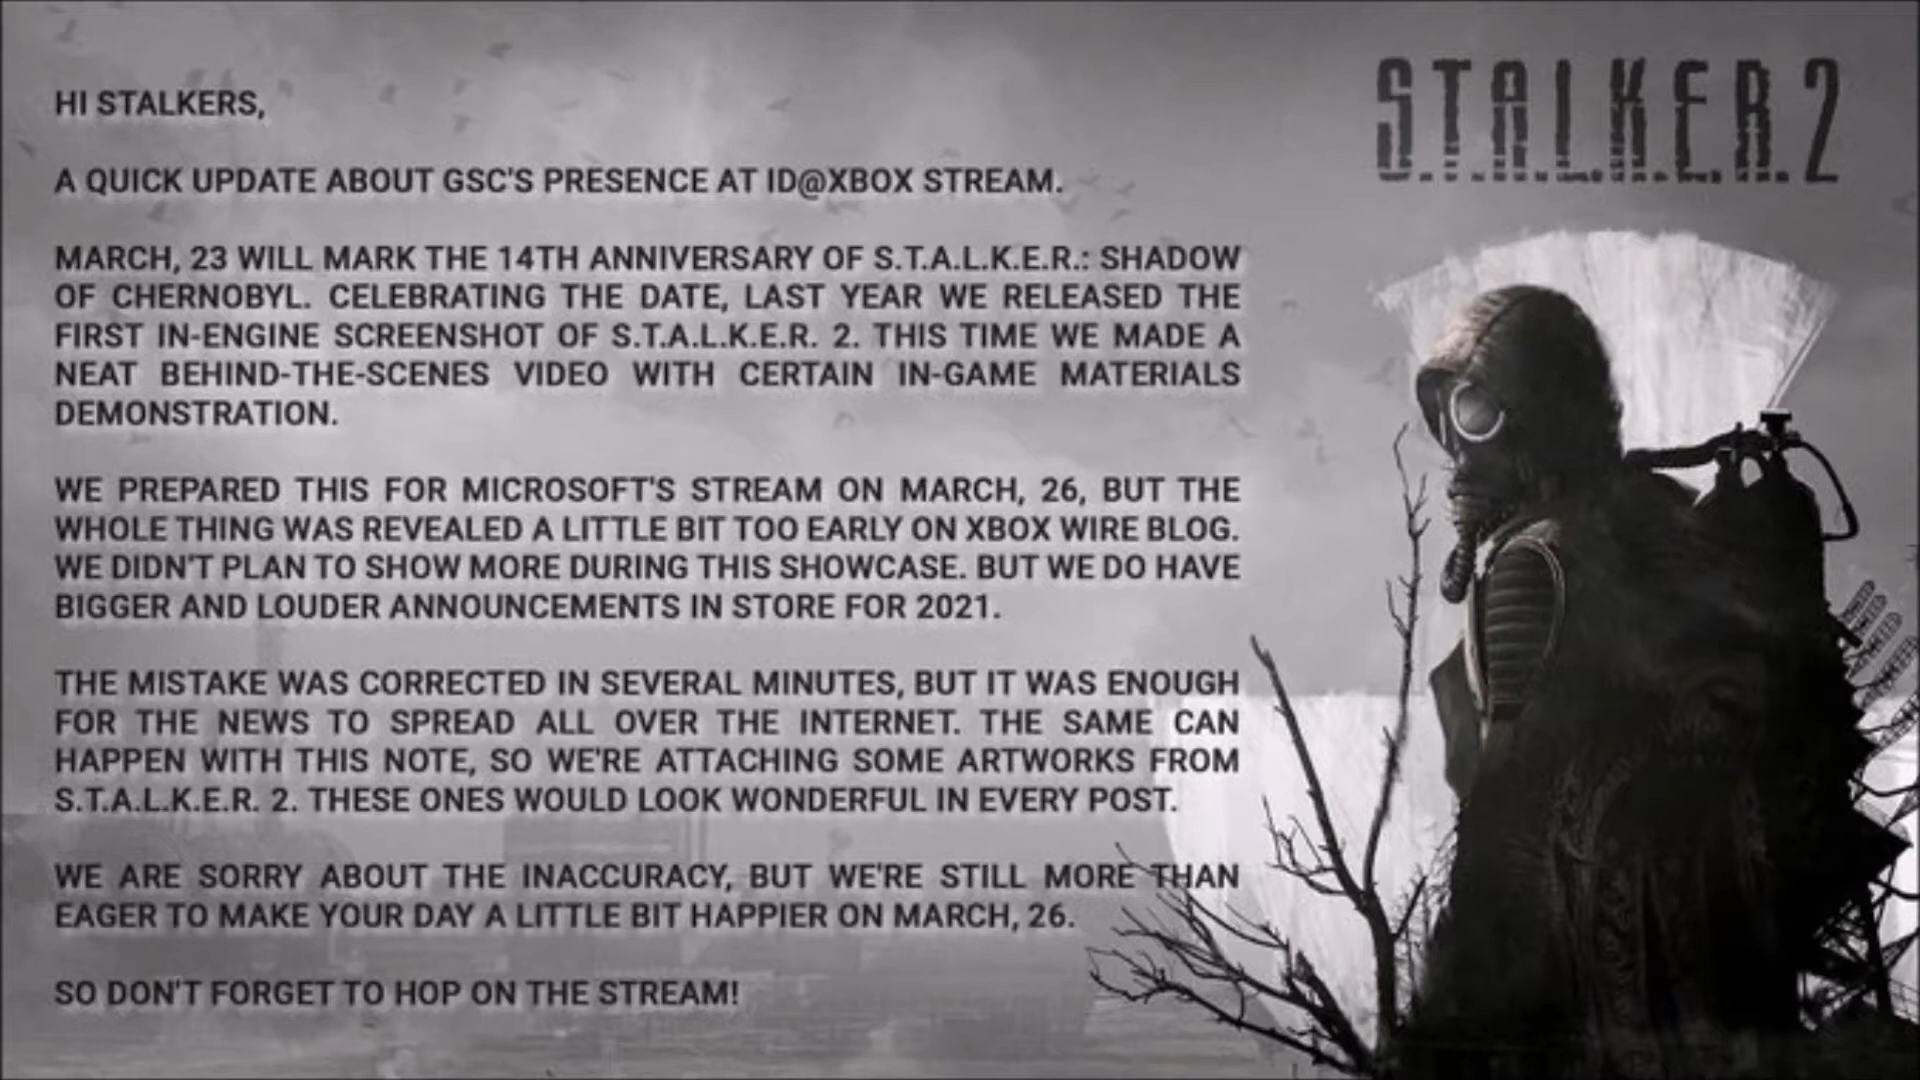 S.T.A.L.K.E.R. 2
HI STALKERS,
A QUICK UPDATE ABOUT GSC'S PRESENCE AT ID@XBOX STREAM.
MARCH, 23 WILL MARK THE 14TH ANNIVERSARY OF S.T.A.L.K.E.R.: SHADOW
OF CHERNOBYL. CELEBRATING THE DATE, LAST YEAR WE RELEASED THE
FIRST IN-ENGINE SCREENSHOT OF S.T.A.L.K.E.R. 2. THIS TIME WE MADE A
NEAT BEHIND-THE-SCENES VIDEO WITH CERTAIN IN-GAME MATERIALS
DEMONSTRATION.
WE PREPARED THIS FOR MICROSOFT'S STREAM ON MARCH, 26, BUT THE
WHOLE THING WAS REVEALED A LITTLE BIT TOO EARLY ON XBOX WIRE BLOG.
WE DIDN'T PLAN TO SHOW MORE DURING THIS SHOWCASE. BUT WE DO HAVE
BIGGER AND LOUDER ANNOUNCEMENTS IN STORE FOR 2021.
THE MISTAKE WAS CORRECTED IN SEVERAL MINUTES, BUT IT WAS ENOUGH
FOR THE NEWS TO SPREAD ALL OVER THE INTERNET. THE SAME CAN
HAPPEN WITH THIS NOTE, SO WE'RE ATTACHING SOME ARTWORKS FROM
S.T.A.L.K.E.R. 2. THESE ONES WOULD LOOK WONDERFUL IN EVERY POST.
WE ARE SORRY ABOUT THE INACCURACY, BUT WE'RE STILL MORE THAN
EAGER TO MAKE YOUR DAY A LITTLE BIT HAPPIER ON MARCH, 26.
SO DON'T FORGET TO HOP ON THE STREAM!